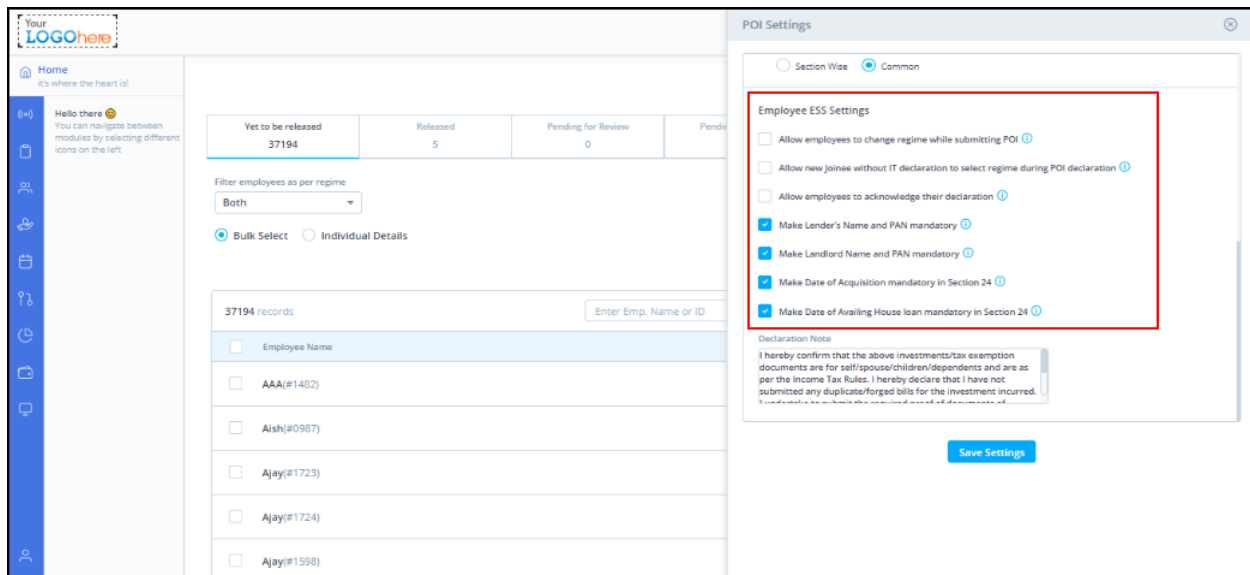 Your
LOGOhere
Home
it's where the heart is!
Hello there 😊
You can navigate between
modules by selecting different
icons on the left
Yet to be released
37194
Released
5
Pending for Review
0
Filter employees as per regime
Both
Bulk Select Individual Details
37194 records
Enter Emp. Name or ID
Employee Name
AAA(#1482)
Aish(#0987)
Ajay(#1723)
Ajay(#1724)
Ajay(#1598)
POI Settings
Section Wise Common
Employee ESS Settings
Allow employees to change regime while submitting POI
Allow new Joinee without IT declaration to select regime during POI declaration
Allow employees to acknowledge their declaration
Make Lender's Name and PAN mandatory
Make Landlord Name and PAN mandatory
Make Date of Acquisition mandatory in Section 24
Make Date of Availing House loan mandatory in Section 24
Declaration Note
I hereby confirm that the above investments/tax exemption
documents are for self/spouse/children/dependents and are as
per the Income Tax Rules. I hereby declare that I have not
submitted any duplicate/forged bills for the investment incurred.
Save Settings